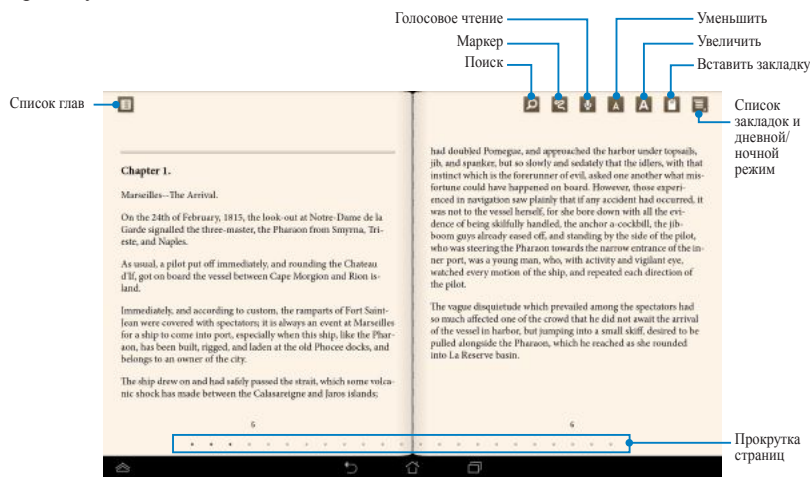 Голосовое чтение
Маркер
Поиск
Уменьшить
Увеличить
Вставить закладку
Список глав
Список
закладок и
дневной/
ночной
режим
Chapter 1.
Marseilles--The Arrival.
On the 24th of February, 1815, the look-out at Notre-Dame de la
Garde signalled the three-master, the Pharaon from Smyrna, Tri-
este, and Naples.
As usual, a pilot put off immediately, and rounding the Chateau
d'If, got on board the vessel between Cape Morgion and Rion is-
land.
Immediately, and according to custom, the ramparts of Fort Saint-
Jean were covered with spectators; it is always an event at Marseilles
for a ship to come into port, especially when this ship, like the Phar-
aon, has been built, rigged, and laden at the old Phocee docks, and
belongs to an owner of the city.
The ship drew on and had safely passed the strait, which some volca-
nic shock has made between the Calasareigne and Jaros islands;
5
had doubled Pomegue, and approached the harbor under topsails,
jib, and spanker, but so slowly and sedately that the idlers, with that
instinct which is the forerunner of evil, asked one another what mis-
fortune could have happened on board. However, those experi-
enced in navigation saw plainly that if any accident had occurred, it
was not to the vessel herself, for she bore down with all the evi-
dence of being skilfully handled, the anchor a-cockbill, the jib-
boom guys already eased off, and standing by the side of the pilot,
who was steering the Pharaon towards the narrow entrance of the in-
ner port, was a young man, who, with activity and vigilant eye,
watched every motion of the ship, and repeated each direction of
the pilot.
The vague disquietude which prevailed among the spectators had
so much affected one of the crowd that he did not await the arrival
of the vessel in harbor, but jumping into a small skiff, desired to be
pulled alongside the Pharaon, which he reached as she rounded
into La Reserve basin.
6
Прокрутка
страниц